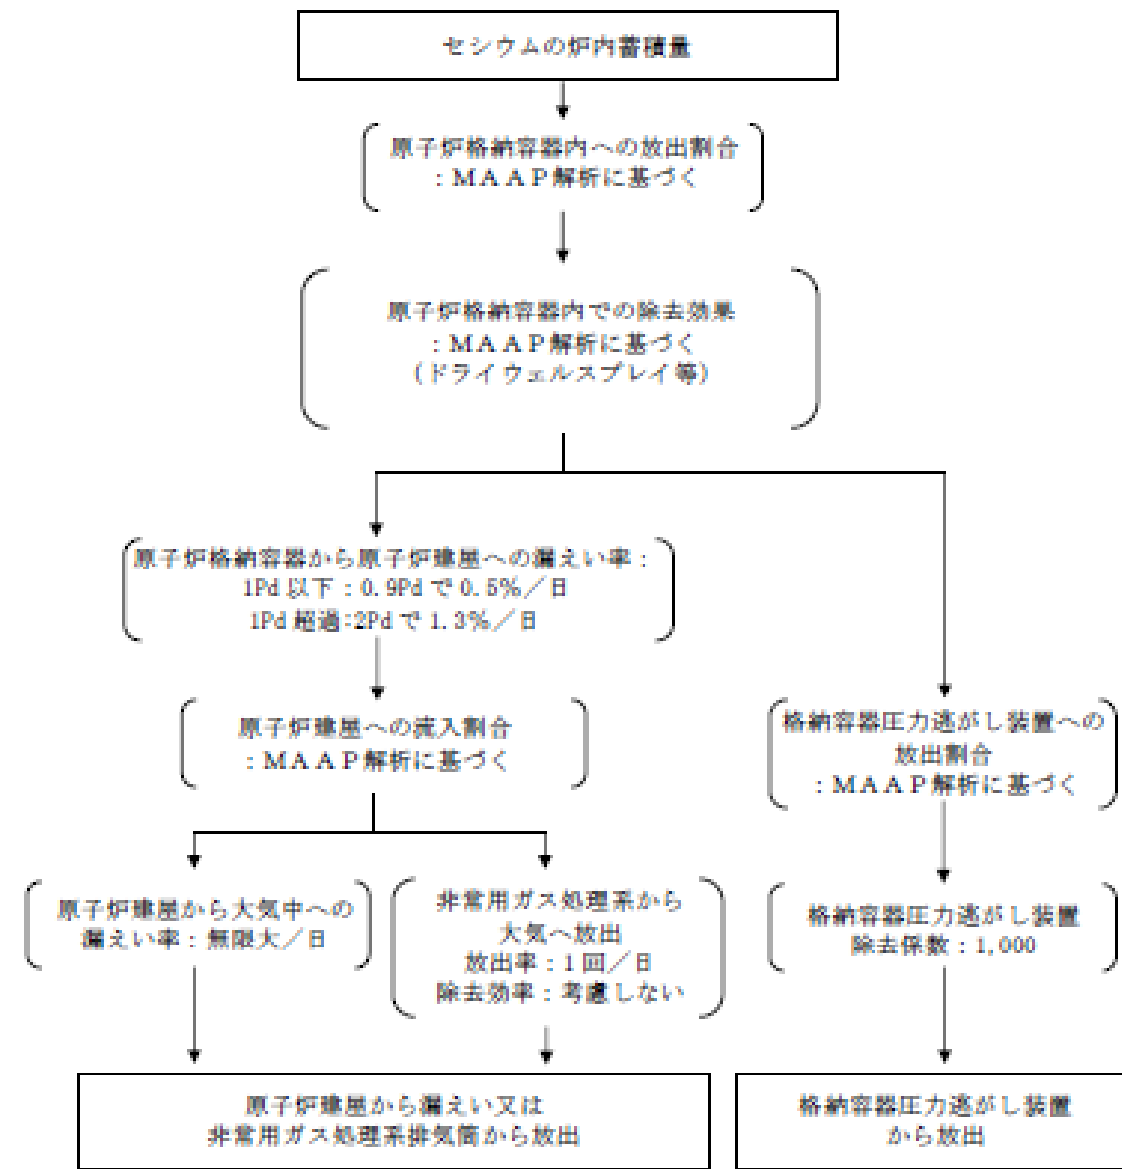 セシウムの炉内蓄積量
原子炉格納容器内への放出割合
：ＭＡＡＰ解析に基づく
原子炉格納容器内での除去効果
：ＭＡＡＰ解析に基づく
（ドライウェルスプレイ等）
原子炉格納容器から原子炉建屋への漏えい率：
1Pd 以下：0.9Pd で 0.5％／日
1Pd 超過：2Pd で 1.3％／日
原子炉建屋への流入割合
：ＭＡＡＰ解析に基づく
原子炉建屋から大気中への
漏えい率：無限大／日
非常用ガス処理系から
大気へ放出
放出率：1 回／日
除去効率：考慮しない
原子炉建屋から漏えい又は
非常用ガス処理系排気筒から放出
格納容器圧力逃がし装置への
放出割合
：ＭＡＡＰ解析に基づく
格納容器圧力逃がし装置
除去係数：1,000
格納容器圧力逃がし装置
から放出